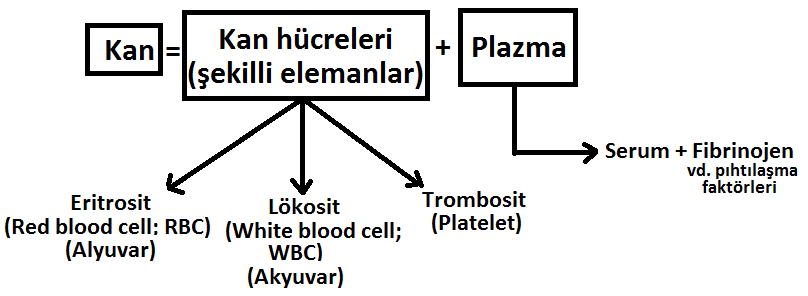 Kan = Kan hücreleri + Plazma
(şekilli elemanlar)
Serum + Fibrinojen
vd. pıhtılaşma
faktörleri
Eritrosit
(Red blood cell; RBC)
(Alyuvar)
Lökosit
(White blood cell;
WBC)
(Akyuvar)
Trombosit
(Platelet)